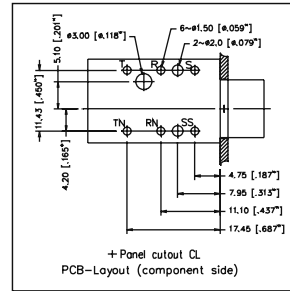 6-ø1.50 [ø.059"]
ø3.00 [ø.118"]
2-ø2.0 [ø.079"]
T R S
5.10 [.201"]
11.43 [.450"]
4.20 [.165"]
TN RN SS
4.75 [.187"]
7.95 [.313"]
11.10 [.437"]
17.45 [.687"]
+ Panel cutout CL
PCB-Layout (component side)